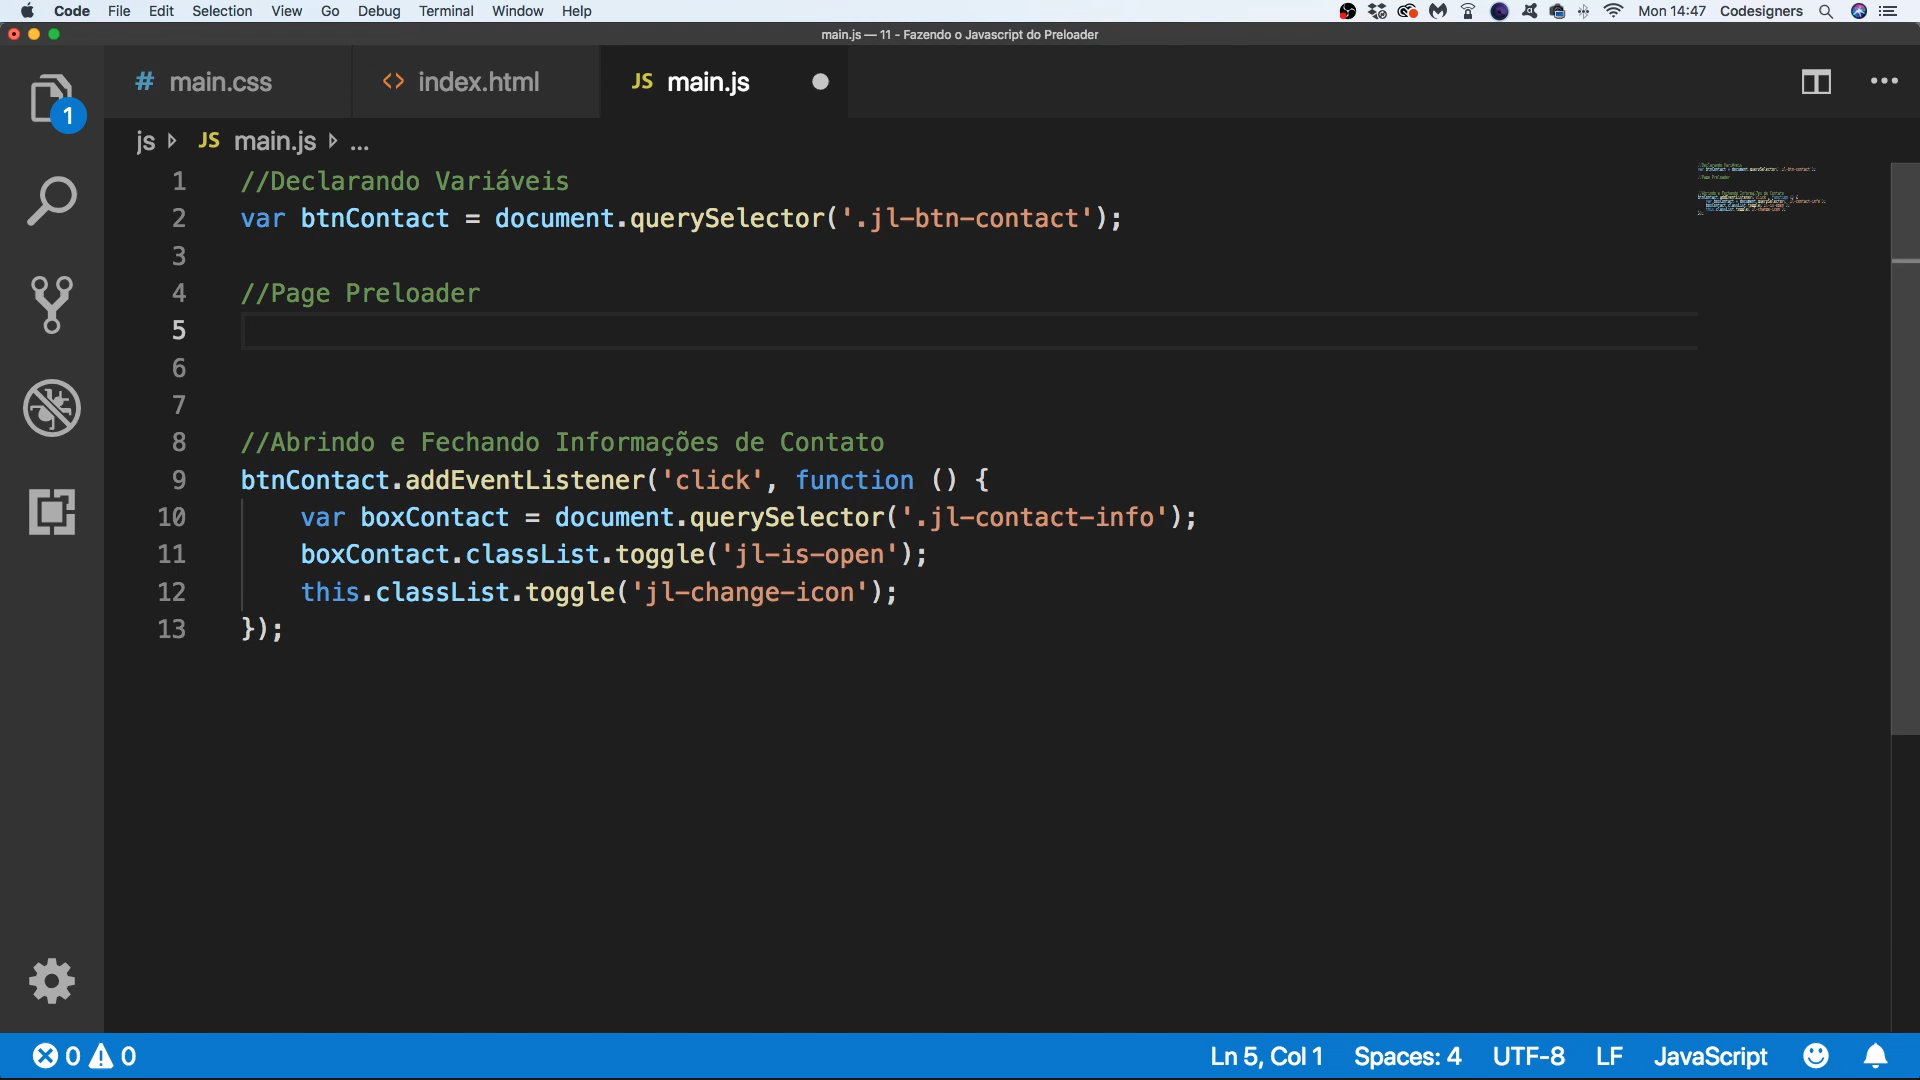 Code File Edit Selection View Go Debug Terminal Window Help Mon 14:47 Codesigners
main.js — 11 - Fazendo o Javascript do Preloader
# main.css <> index.html JS main.js
1
js JS main.js ...
1 //Declarando Variáveis
2 var btnContact = document.querySelector('.jl-btn-contact');
3
4 //Page Preloader
5
6
7
8 //Abrindo e Fechando Informações de Contato
9 btnContact.addEventListener('click', function () {
10 var boxContact = document.querySelector('.jl-contact-info');
11 boxContact.classList.toggle('jl-is-open');
12 this.classList.toggle('jl-change-icon');
13 });
0 0 Ln 5, Col 1 Spaces: 4 UTF-8 LF JavaScript